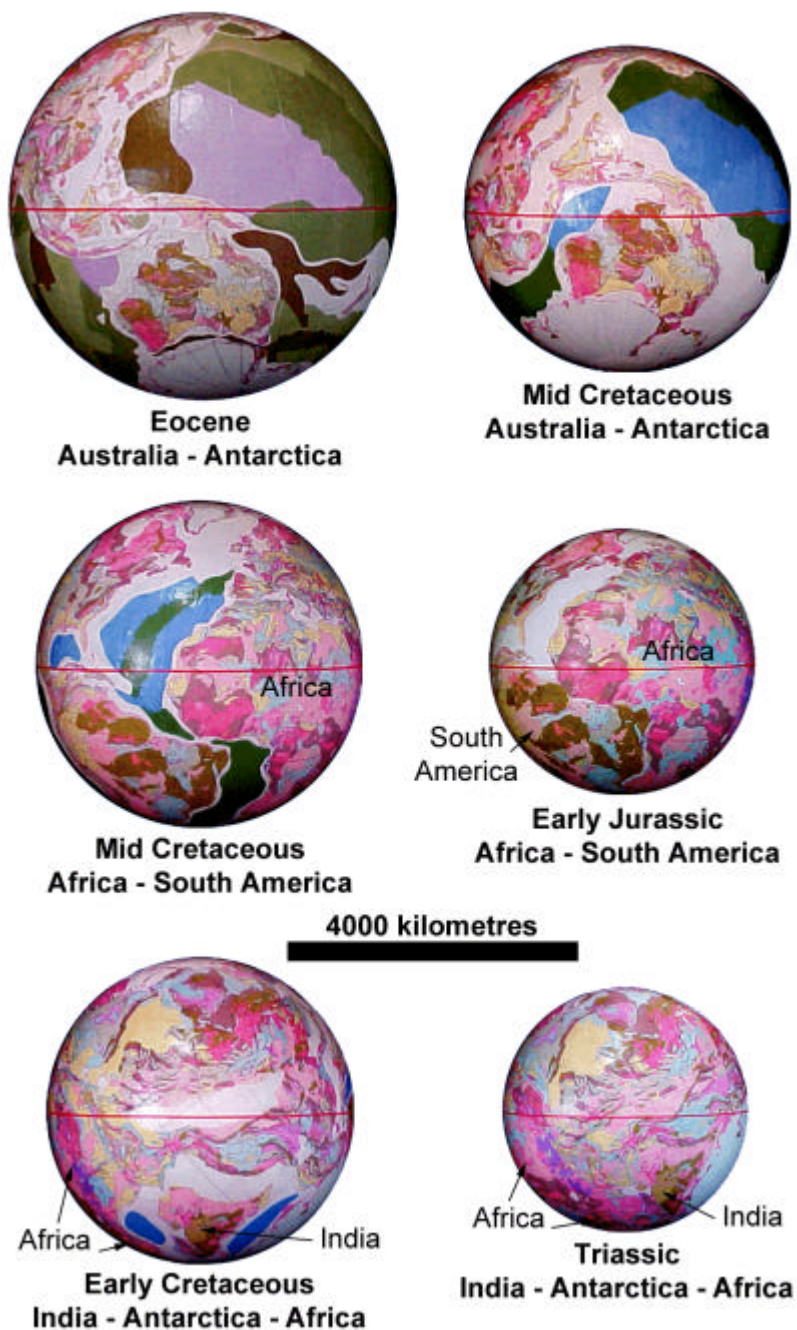 Eocene
Australia - Antarctica
Mid Cretaceous
Australia - Antarctica
Africa
Mid Cretaceous
Africa - South America
Africa
South
America
Early Jurassic
Africa - South America
4000 kilometres
Africa
India
Early Cretaceous
India - Antarctica - Africa
Africa
India
Triassic
India - Antarctica - Africa